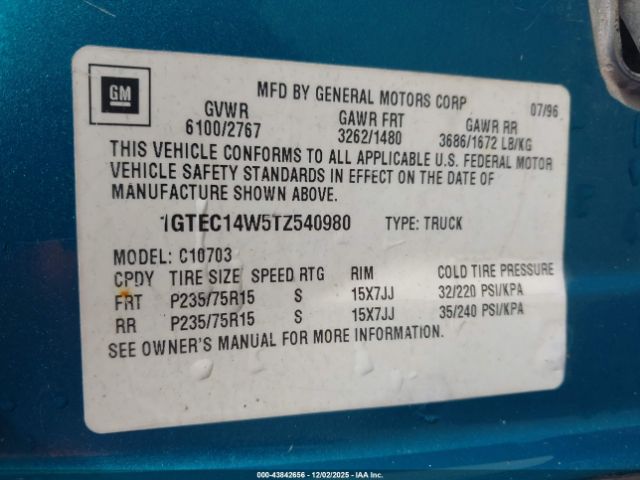 GM
MFD BY GENERAL MOTORS CORP 07/96
GVWR GAWR FRT GAWR RR
6100/2767 3262/1480 3686/1672 LB/KG
THIS VEHICLE CONFORMS TO ALL APPLICABLE U.S. FEDERAL MOTOR
VEHICLE SAFETY STANDARDS IN EFFECT ON THE DATE OF
MANUFACTURE SHOWN ABOVE.
1GTEC14W5TZ540980 TYPE: TRUCK
MODEL: C10703
CPDY TIRE SIZE SPEED RTG RIM COLD TIRE PRESSURE
FRT P235/75R15 S 15X7JJ 32/220 PSI/KPA
RR P235/75R15 S 15X7JJ 35/240 PSI/KPA
SEE OWNER'S MANUAL FOR MORE INFORMATION.
00-43842656 | 12/02/2025 | IAA Inc.